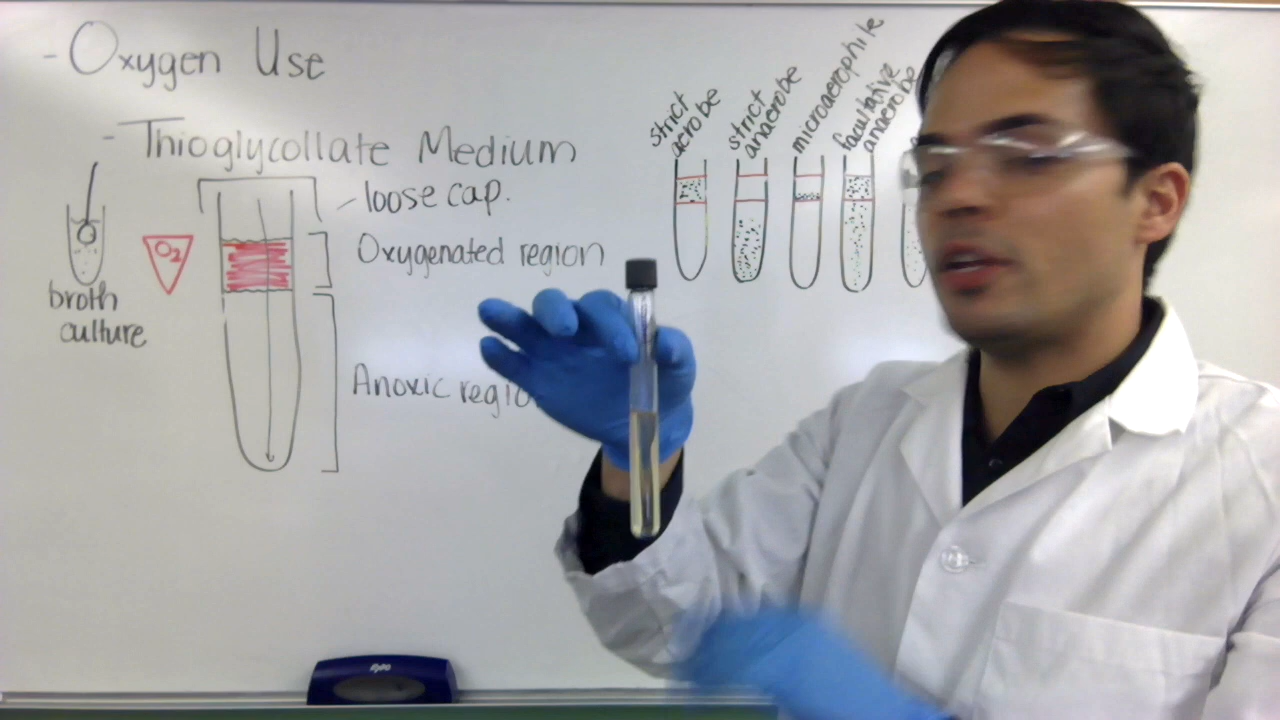 - Oxygen Use
- Thioglycollate Medium
loose cap.
Oxygenated region
O2
broth
culture
Anoxic
strict
aerobe
strict
anaerobe
microaerophile
facultative
anaerobe
expo